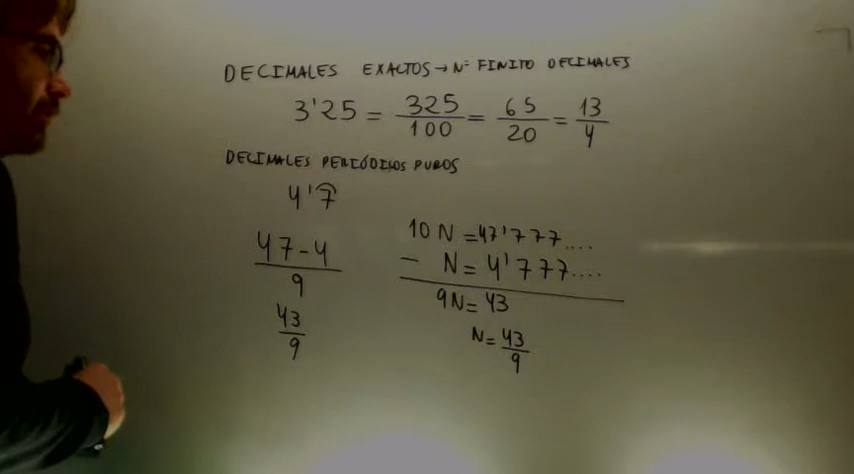 DECIMALES EXACTOS → Nº FINITO DECIMALES
3'25 = 325/100 = 65/20 = 13/4
DECIMALES PERIÓDICOS PUROS
4'7̑
47-4/9
43/9
10 N = 47'777....
- N = 4'777....
9N = 43
N = 43/9